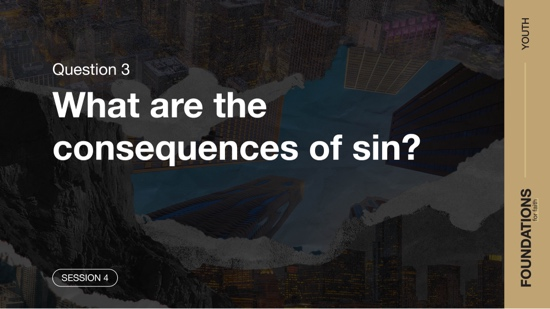 Question 3
What are the
consequences of sin?
SESSION 4
YOUTH
FOUNDATIONS
for faith